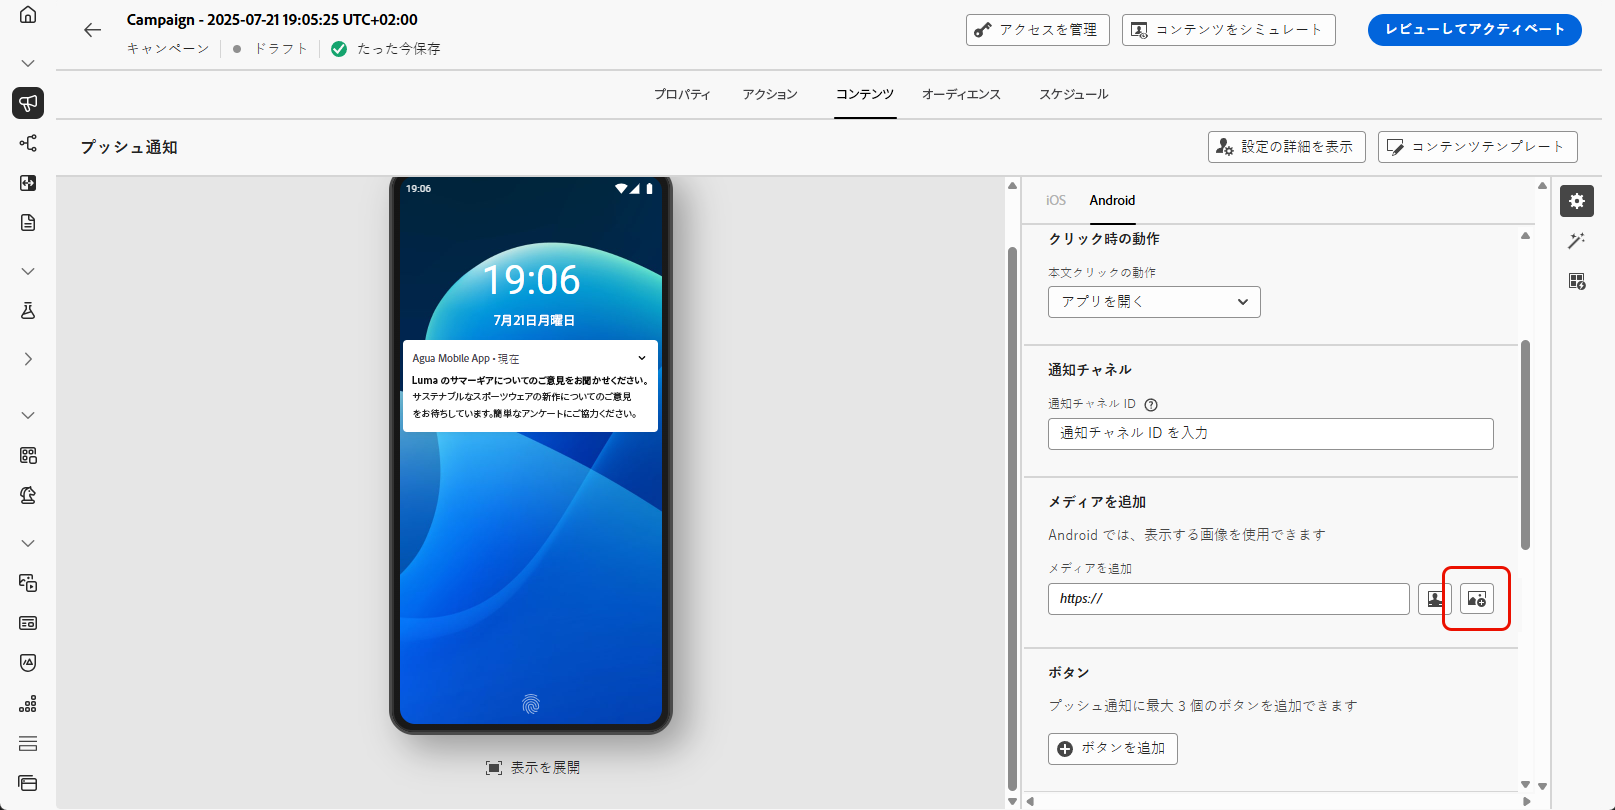 Campaign - 2025-07-21 19:05:25 UTC+02:00
キャンペーン ドラフト たった今保存
アクセスを管理
コンテンツをシミュレート
レビューしてアクティベート
プロパティ アクション コンテンツ オーディエンス スケジュール
プッシュ通知
設定の詳細を表示
コンテンツテンプレート
19:06
19:06
7月21日月曜日
Agua Mobile App • 現在
Luma のサマーギアについてのご意見をお聞かせください。
サステナブルなスポーツウェアの新作についてのご意見
をお待ちしています。簡単なアンケートにご協力ください。
表示を展開
iOS Android
クリック時の動作
本文クリックの動作
アプリを開く
通知チャネル
通知チャネル ID
通知チャネル ID を入力
メディアを追加
Android では、表示する画像を使用できます
メディアを追加
https://
ボタン
プッシュ通知に最大 3 個のボタンを追加できます
ボタンを追加